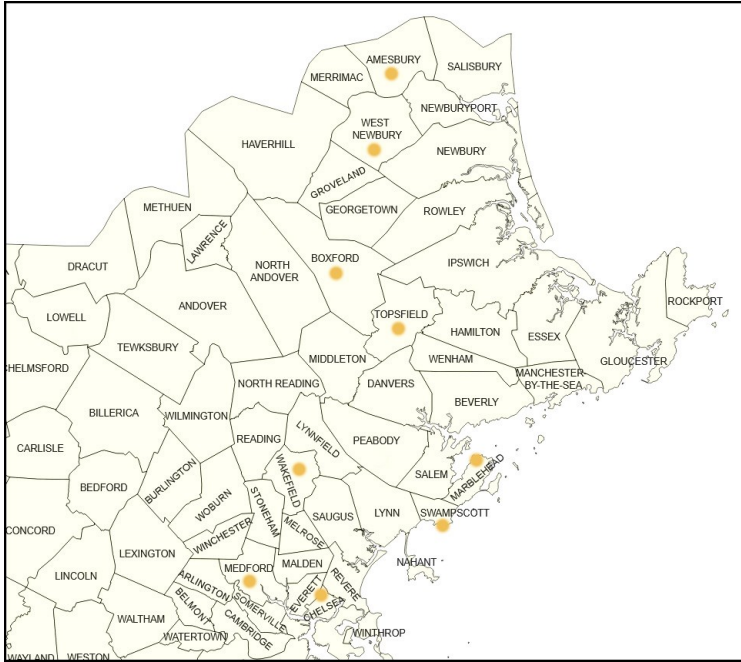 AMESBURY
SALISBURY
MERRIMAC
NEWBURYPORT
WEST
NEWBURY
HAVERHILL
NEWBURY
GROVELAND
GEORGETOWN
ROWLEY
METHUEN
LAWRENCE
BOXFORD
IPSWICH
DRACUT
NORTH
ANDOVER
ROCKPORT
ANDOVER
LOWELL
TOPSFIELD
HAMILTON
ESSEX
TEWKSBURY
MIDDLETON
WENHAM
GLOUCESTER
HELMSFORD
MANCHESTER-
BY-THE-SEA
NORTH READING
DANVERS
BEVERLY
BILLERICA
WILMINGTON
LYNNFIELD
READING
PEABODY
CARLISLE
BURLINGTON
WAKEFIELD
SALEM
MARBLEHEAD
BEDFORD
WOBURN
STONEHAM
SAUGUS
LYNN
SWAMPSCOTT
CONCORD
LEXINGTON
WINCHESTER
MELROSE
MEDFORD
MALDEN
NAHANT
LINCOLN
ARLINGTON
EVERETT
REVERE
BELMONT
SOMERVILLE
CHELSEA
WALTHAM
CAMBRIDGE
WINTHROP
WATERTOWN
WAYLAND
WESTON